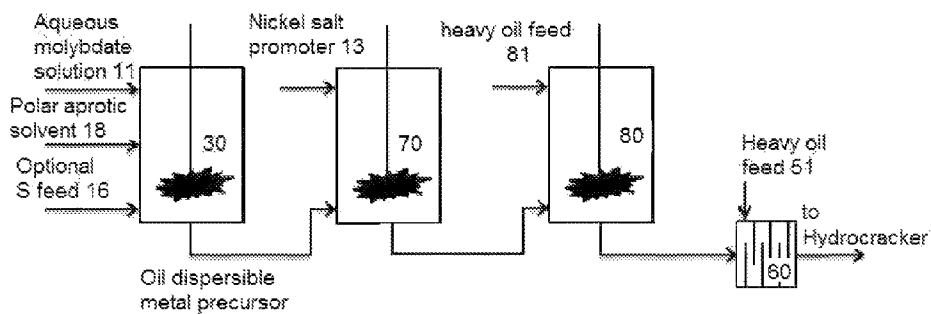 Aqueous
molybdate
solution 11
Polar aprotic
solvent 18
Optional
S feed 16
30
Oil dispersible
metal precursor
Nickel salt
promoter 13
70
heavy oil feed
81
80
Heavy oil
feed 51
60
to
Hydrocracker